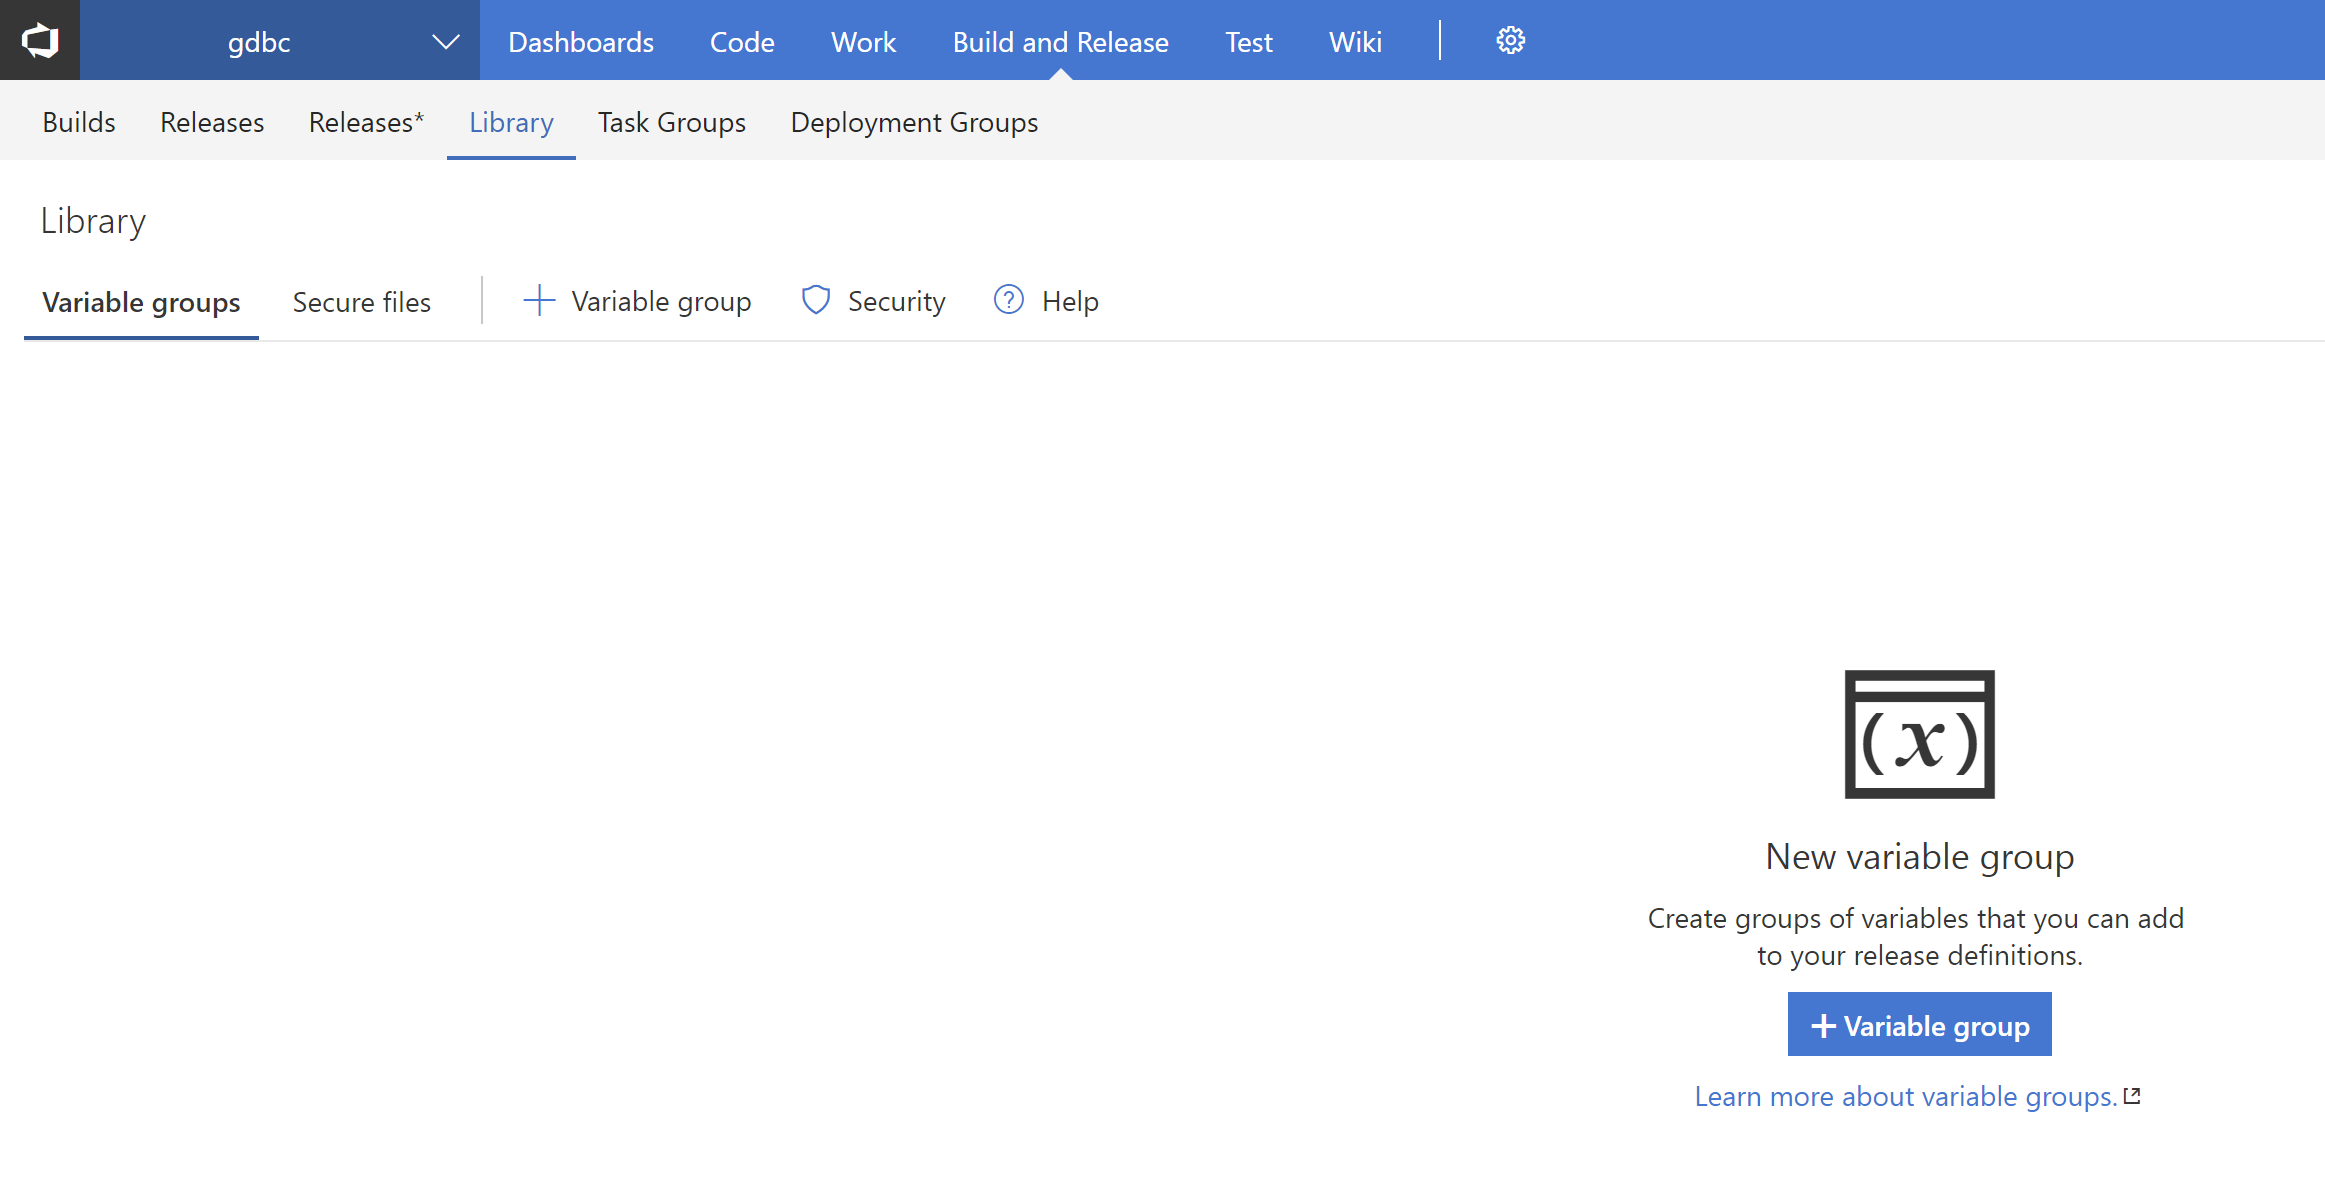 gdbc Dashboards Code Work Build and Release Test Wiki
Builds Releases Releases* Library Task Groups Deployment Groups
Library
Variable groups Secure files Variable group Security Help
(x)
New variable group
Create groups of variables that you can add
to your release definitions.
+ Variable group
Learn more about variable groups.